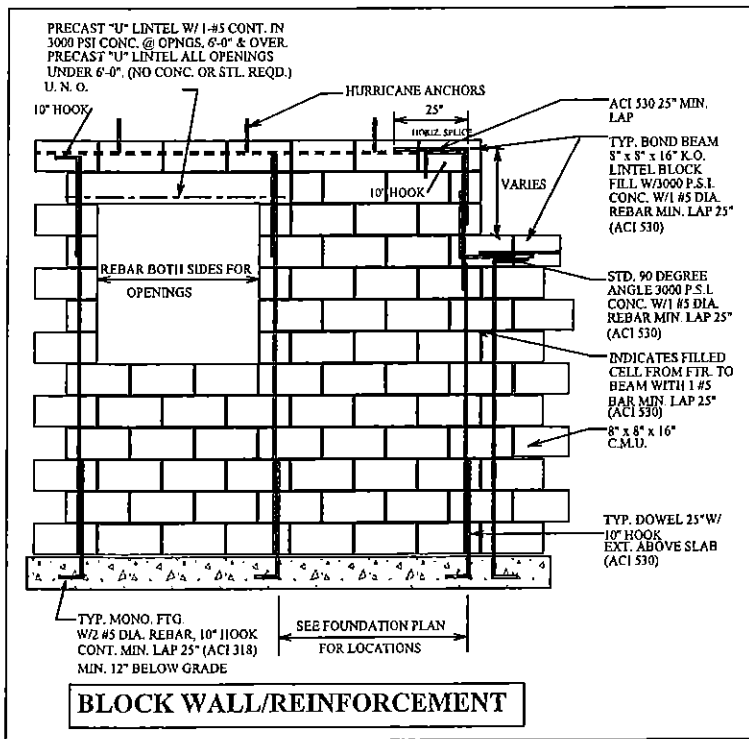 PRECAST "U" LINTEL W/ 1-#5 CONT. IN
3000 PSI CONC. @ OPNGS. 6'-0" & OVER.
PRECAST "U" LINTEL ALL OPENINGS
UNDER 6'-0". (NO CONC. OR STL. REQD.)
U. N. O.
10" HOOK
HURRICANE ANCHORS
25"
HORIZ. SPLICE
10" HOOK
ACI 530 25" MIN.
LAP
TYP. BOND BEAM
8" x 8" x 16" K.O.
LINTEL BLOCK
FILL W/3000 P.S.I.
CONC. W/1 #5 DIA.
REBAR MIN. LAP 25"
(ACI 530)
VARIES
REBAR BOTH SIDES FOR
OPENINGS
STD. 90 DEGREE
ANGLE 3000 P.S.I.
CONC. W/1 #5 DIA.
REBAR MIN. LAP 25"
(ACI 530)
INDICATES FILLED
CELL FROM FTR. TO
BEAM WITH 1 #5
BAR MIN. LAP 25"
(ACI 530)
8" x 8" x 16"
C.M.U.
TYP. DOWEL 25" W/
10" HOOK
EXT. ABOVE SLAB
(ACI 530)
TYP. MONO. FTG.
W/2 #5 DIA. REBAR, 10" HOOK
CONT. MIN. LAP 25" (ACI 318)
MIN. 12" BELOW GRADE
SEE FOUNDATION PLAN
FOR LOCATIONS
BLOCK WALL/REINFORCEMENT